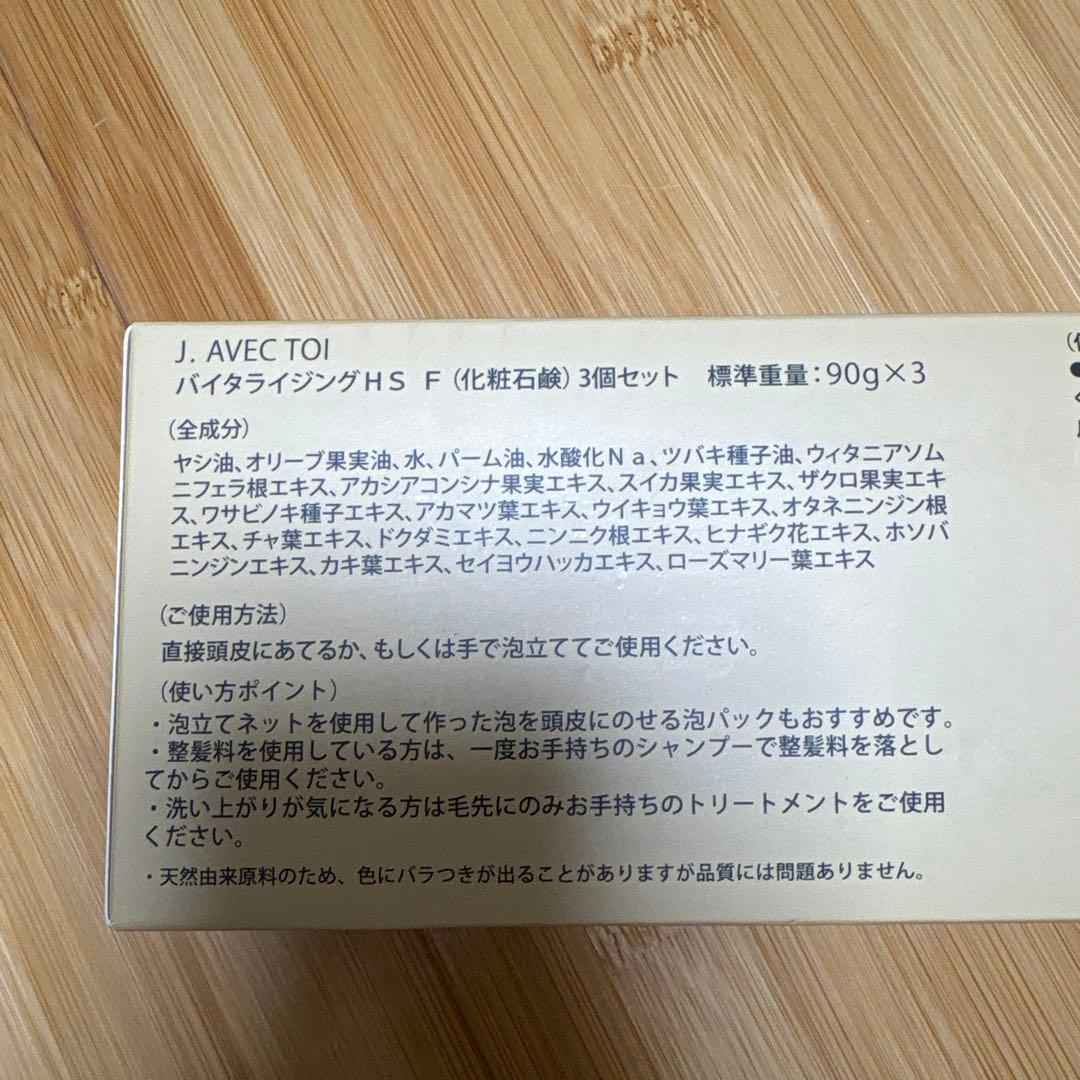 J. AVEC TOI
バイタライジングHS F(化粧石鹸)3個セット 標準重量:90g×3
(全成分)
ヤシ油、オリーブ果実油、水、パーム油、水酸化Na、ツバキ種子油、ウィタニアソム
ニフェラ根エキス、アカシアコンシナ果実エキス、スイカ果実エキス、ザクロ果実エキ
ス、ワサビノキ種子エキス、アカマツ葉エキス、ウイキョウ葉エキス、オタネニンジン根
エキス、チャ葉エキス、ドクダミエキス、ニンニク根エキス、ヒナギク花エキス、ホソバ
ニンジンエキス、カキ葉エキス、セイヨウハッカエキス、ローズマリー葉エキス
(ご使用方法)
直接頭皮にあてるか、もしくは手で泡立ててご使用ください。
(使い方ポイント)
・泡立てネットを使用して作った泡を頭皮にのせる泡パックもおすすめです。
・整髪料を使用している方は、一度お手持ちのシャンプーで整髪料を落とし
てからご使用ください。
・洗い上がりが気になる方は毛先にのみお手持ちのトリートメントをご使用
ください。
・天然由来原料のため、色にバラつきが出ることがありますが品質には問題ありません。